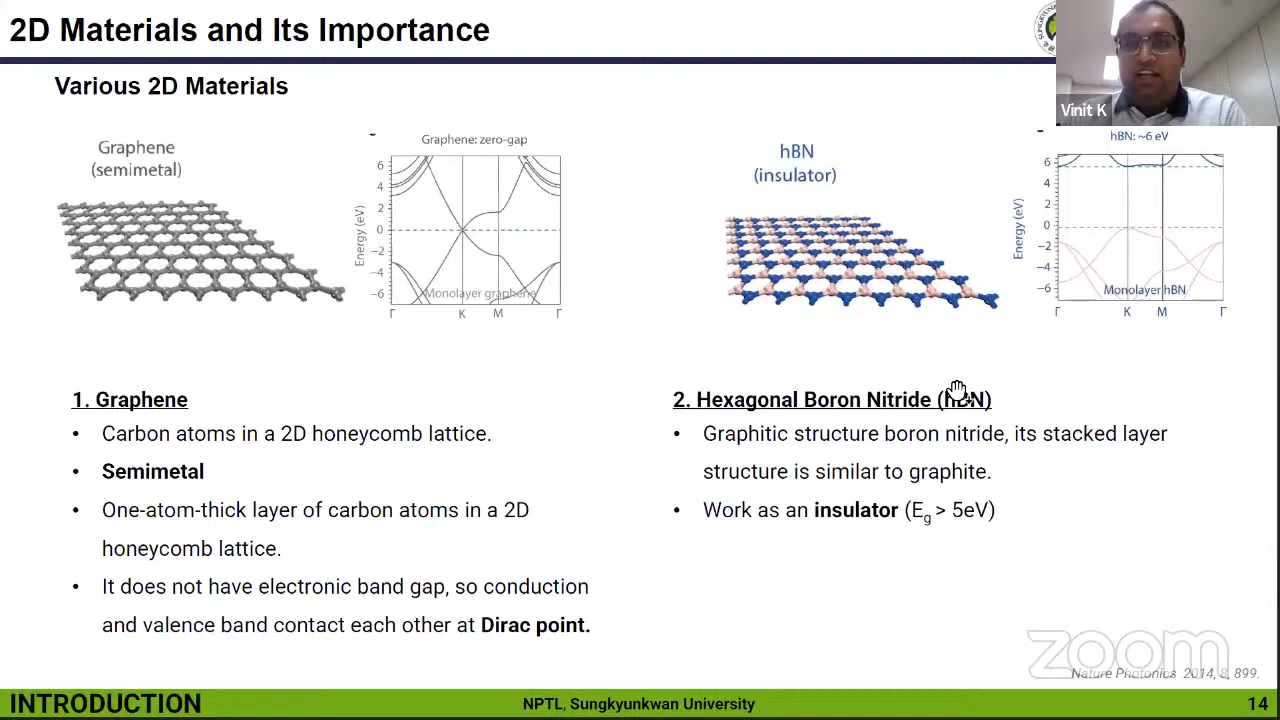 2D Materials and Its Importance
Vinit K
Various 2D Materials
Graphene
(semimetal)
Graphene: zero-gap
Energy (eV)
6
4
2
0
−2
−4
−6
Monolayer graphene
Γ K M Γ
hBN
(insulator)
hBN: ~6 eV
Energy (eV)
6
4
2
0
−2
−4
−6
Monolayer hBN
Γ K M Γ
1. Graphene
• Carbon atoms in a 2D honeycomb lattice.
• Semimetal
• One-atom-thick layer of carbon atoms in a 2D
honeycomb lattice.
• It does not have electronic band gap, so conduction
and valence band contact each other at Dirac point.
2. Hexagonal Boron Nitride (hBN)
• Graphitic structure boron nitride, its stacked layer
structure is similar to graphite.
• Work as an insulator (Eg > 5eV)
zoom
Nature Photonics 2014, 8, 899.
INTRODUCTION
NPTL, Sungkyunkwan University
14